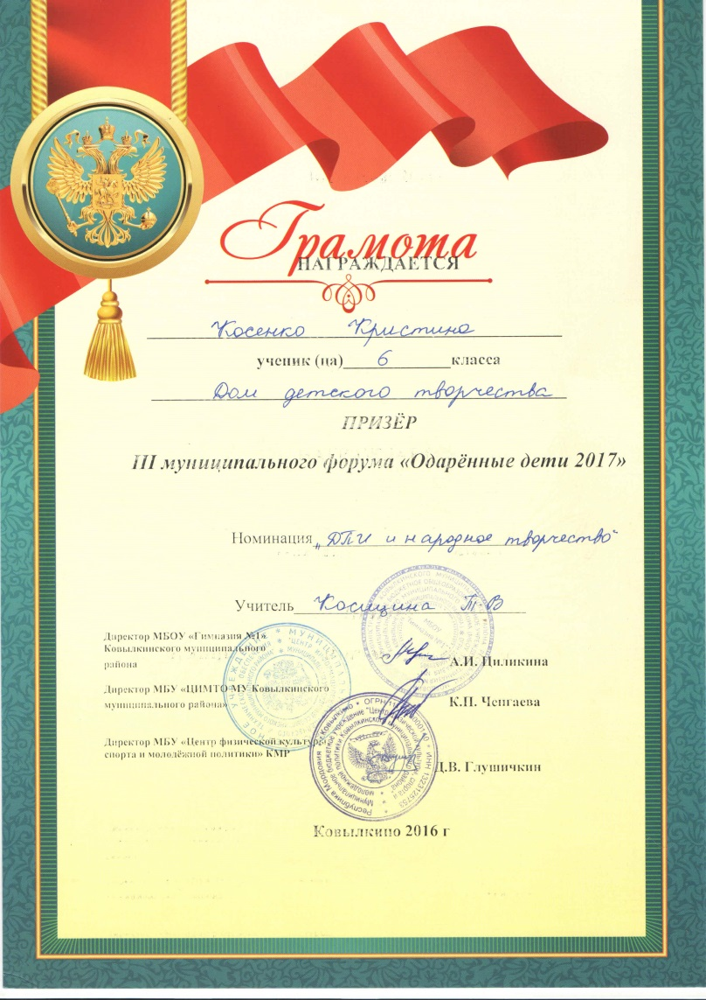 Грамота
НАГРАЖДАЕТСЯ
Косенко Кристина
ученик (ца) 6 класса
Дом детского творчества
ПРИЗЁР
III муниципального форума «Одарённые дети 2017»
Номинация „ДПИ и народное творчество"
Учитель Косицина Т.В
Директор МБОУ «Гимназия №1»
Ковылкинского муниципального
района
А.И. Циликина
Директор МБУ «ЦИМТО МУ Ковылкинского
муниципального района»
К.П. Чепгаева
Директор МБУ «Центр физической культуры,
спорта и молодёжной политики» КМР
Д.В. Глушичкин
Ковылкино 2016 г